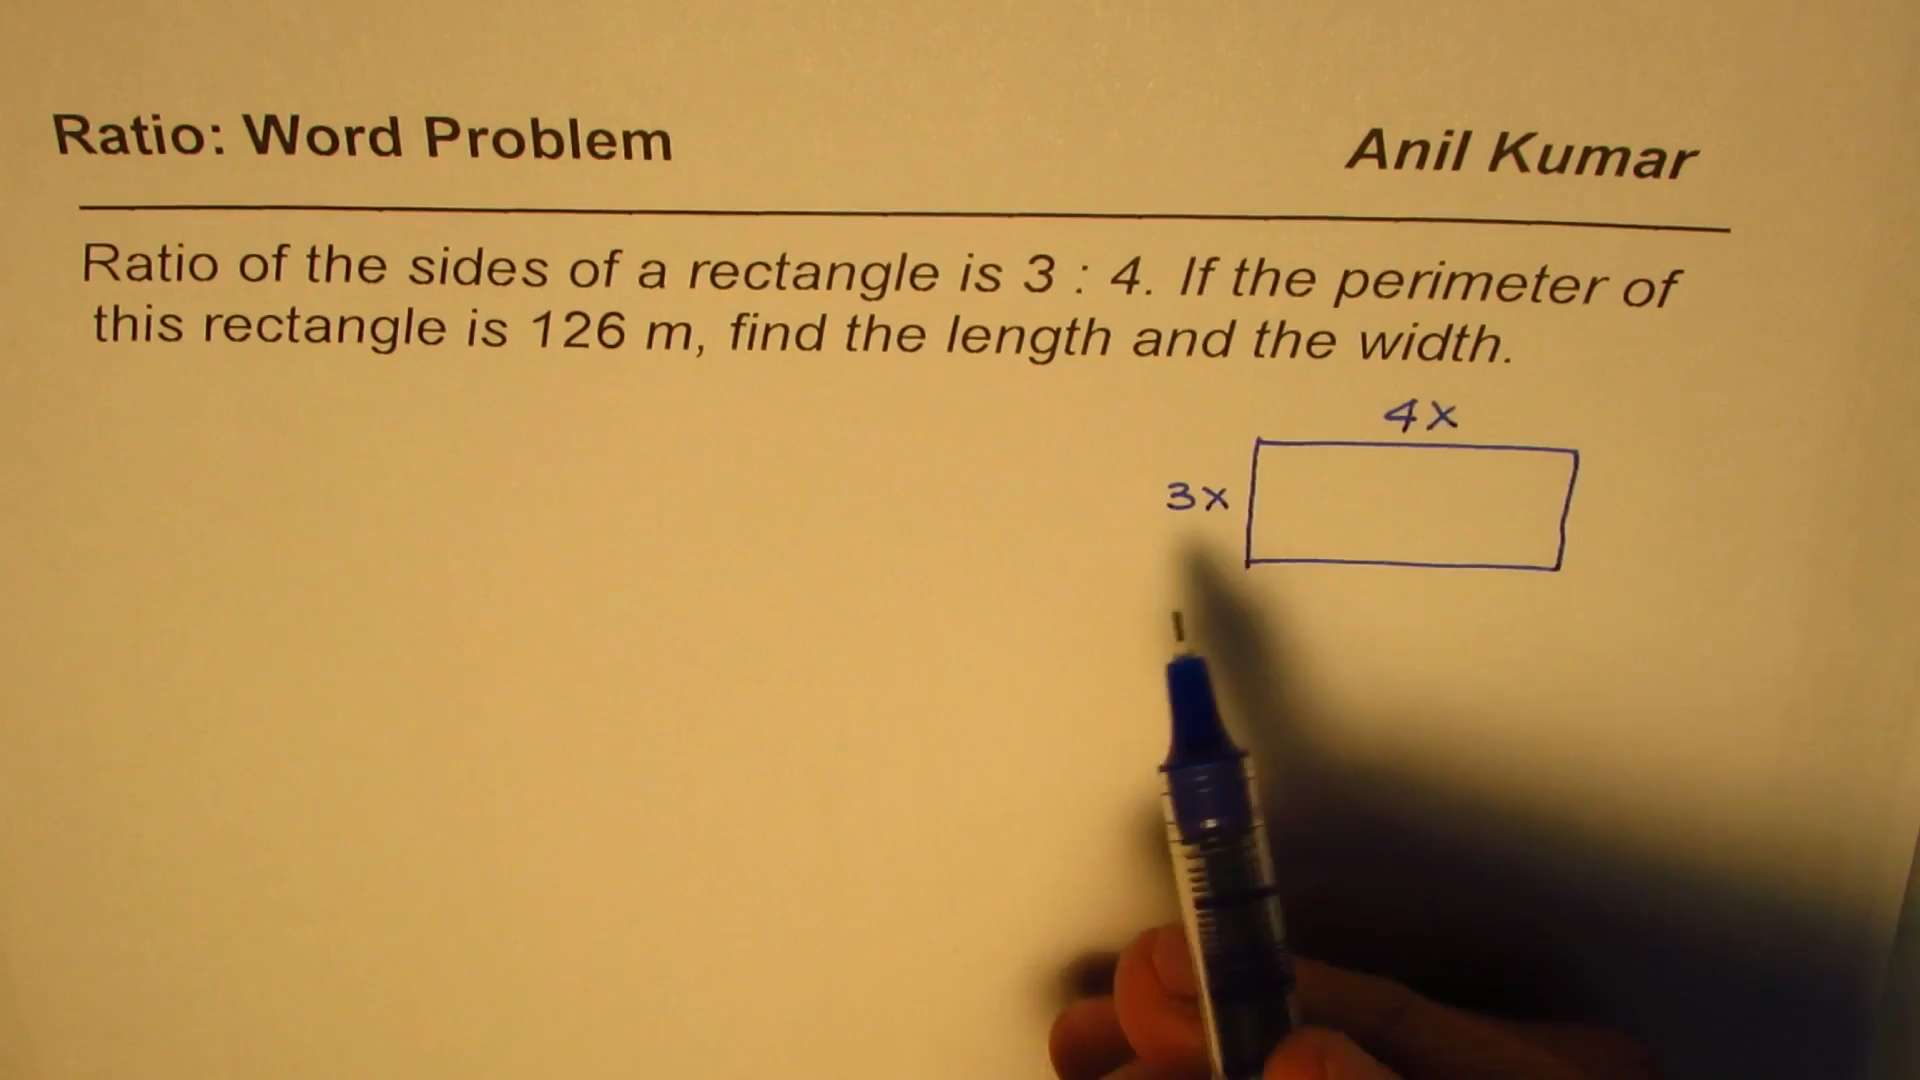 Ratio: Word Problem
Anil Kumar
Ratio of the sides of a rectangle is 3 : 4. If the perimeter of
this rectangle is 126 m, find the length and the width.
4x
3x